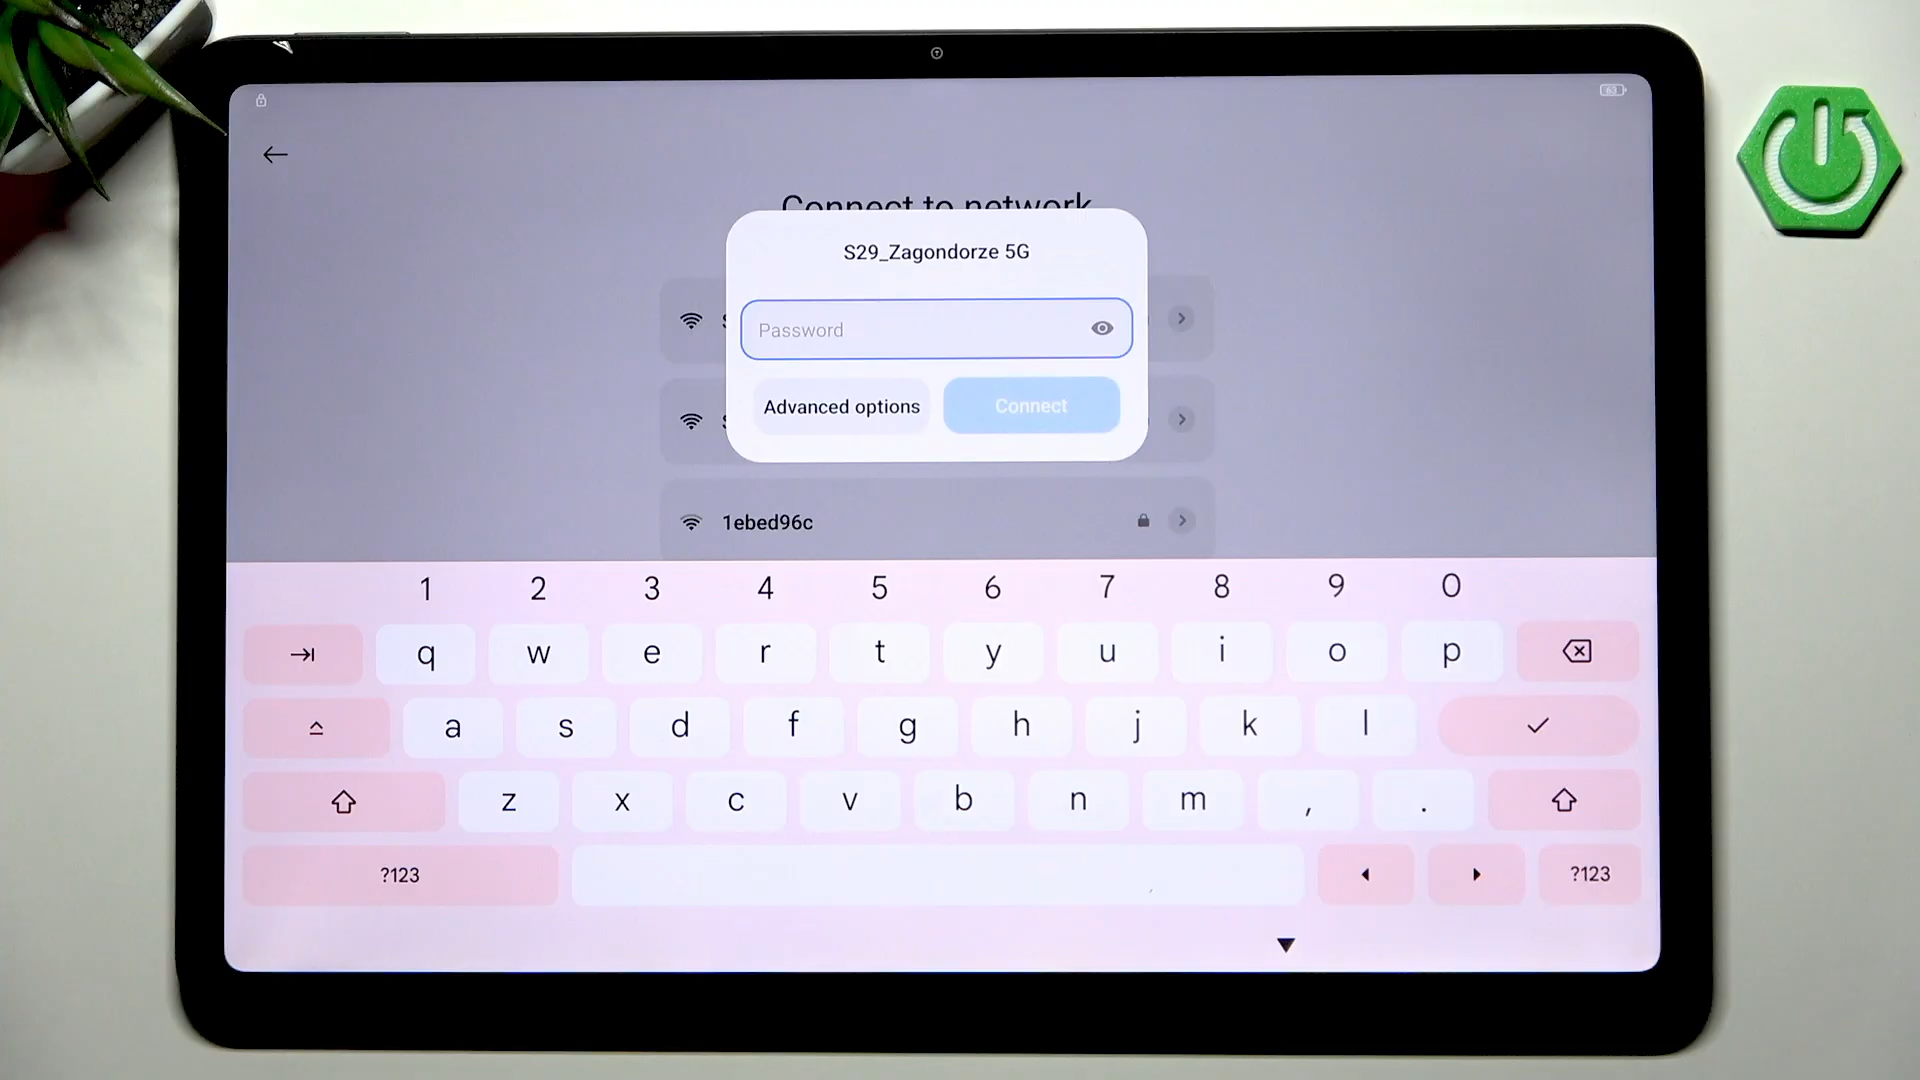 63
Connect to network
S29_Zagondorze 5G
Password
Advanced options Connect
1ebed96c
1 2 3 4 5 6 7 8 9 0
q w e r t y u i o p
a s d f g h j k l
z x c v b n m , .
?123 ?123